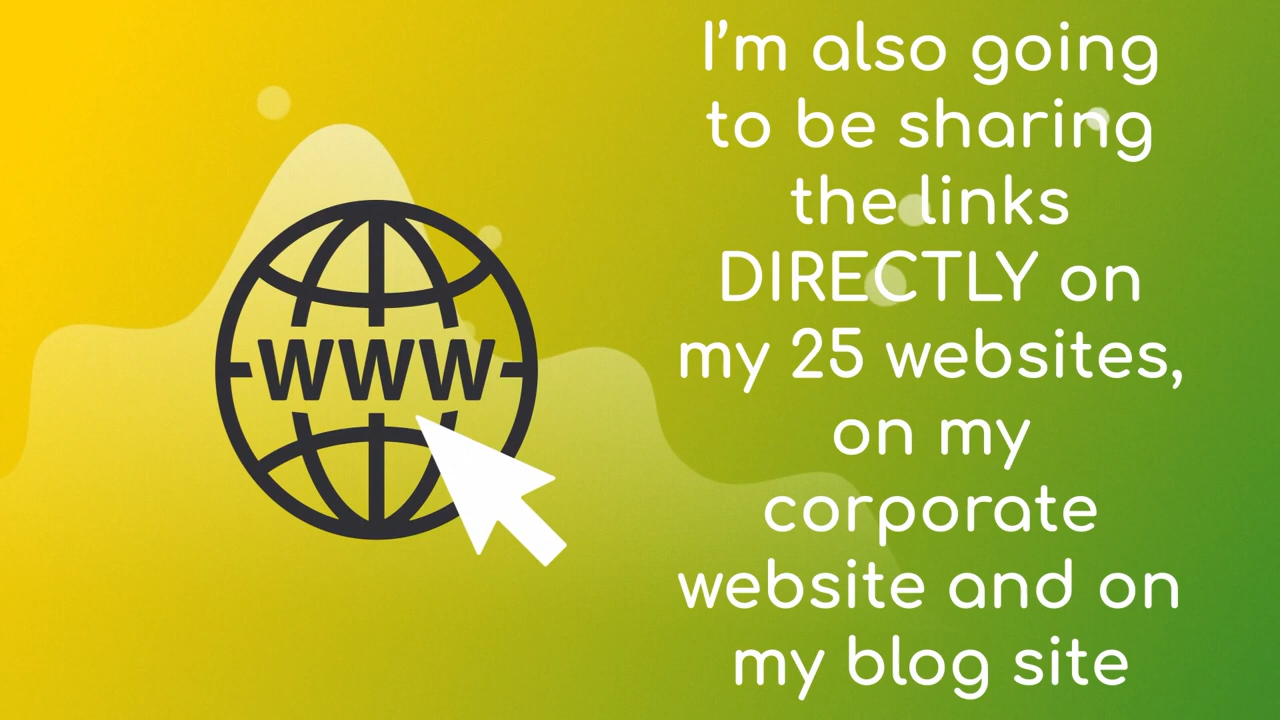 WWW
I’m also going
to be sharing
the links
DIRECTLY on
my 25 websites,
on my
corporate
website and on
my blog site